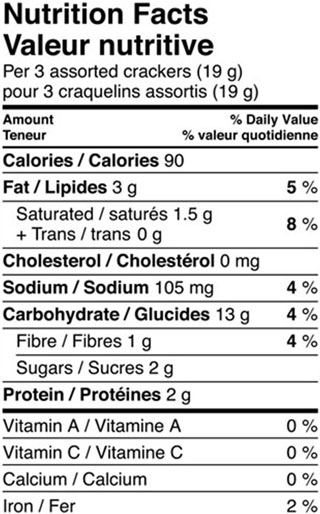 Nutrition Facts
Valeur nutritive
Per 3 assorted crackers (19 g)
pour 3 craquelins assortis (19 g)
Amount % Daily Value
Teneur % valeur quotidienne
Calories / Calories 90
Fat / Lipides 3 g 5 %
Saturated / saturés 1.5 g
+ Trans / trans 0 g 8 %
Cholesterol / Cholestérol 0 mg
Sodium / Sodium 105 mg 4 %
Carbohydrate / Glucides 13 g 4 %
Fibre / Fibres 1 g 4 %
Sugars / Sucres 2 g
Protein / Protéines 2 g
Vitamin A / Vitamine A 0 %
Vitamin C / Vitamine C 0 %
Calcium / Calcium 0 %
Iron / Fer 2 %